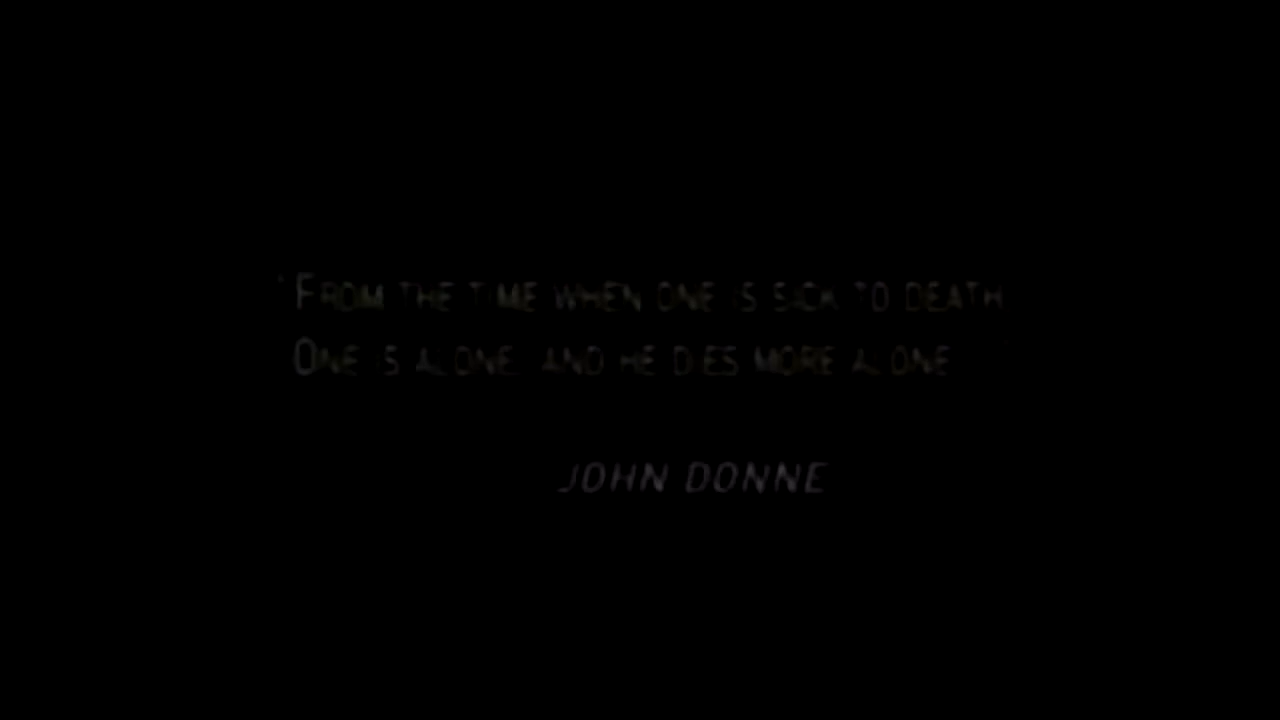 "FROM THE TIME WHEN ONE IS SICK TO DEATH
ONE IS ALONE, AND HE DIES MORE ALONE..."
JOHN DONNE